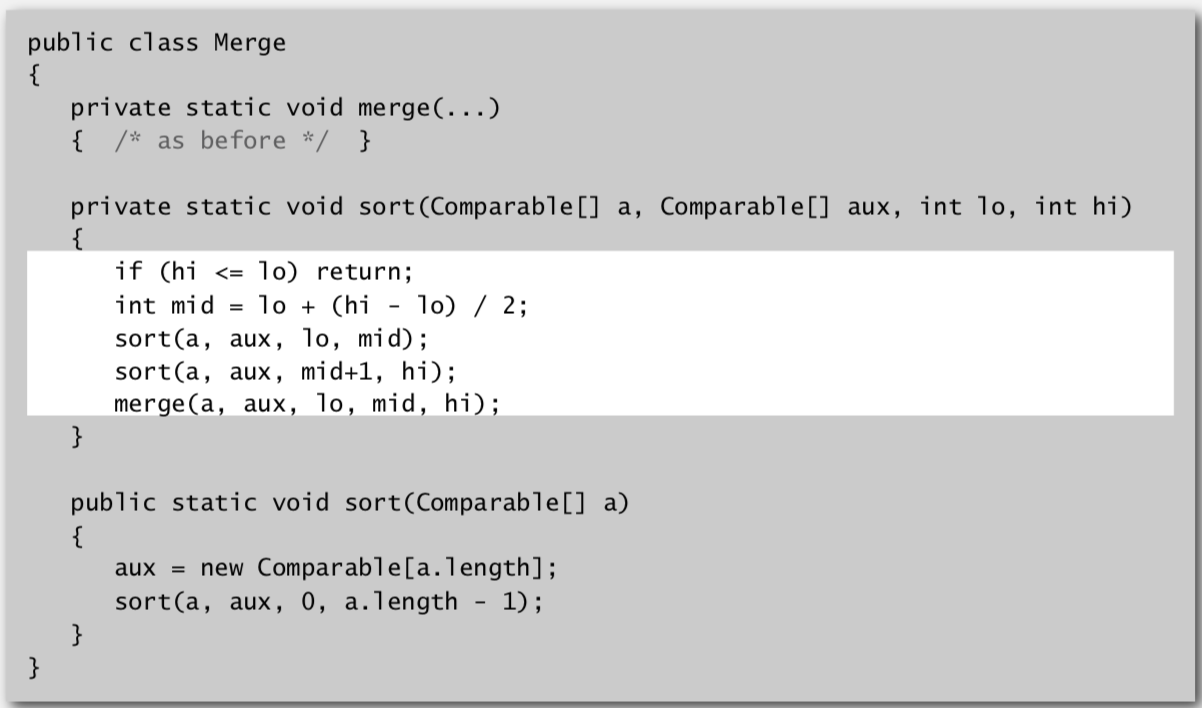 public class Merge
{
   private static void merge(...)
   {  /* as before */  }

   private static void sort(Comparable[] a, Comparable[] aux, int lo, int hi)
   {
      if (hi <= lo) return;
      int mid = lo + (hi - lo) / 2;
      sort(a, aux, lo, mid);
      sort(a, aux, mid+1, hi);
      merge(a, aux, lo, mid, hi);
   }

   public static void sort(Comparable[] a)
   {
      aux = new Comparable[a.length];
      sort(a, aux, 0, a.length - 1);
   }
}